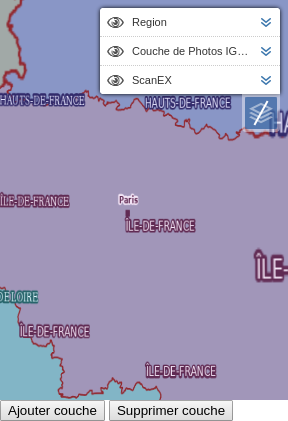 Region
Couche de Photos IG…
ScanEX
HAUTS-DE-FRANCE
HAUTS-DE-FRANCE
HA
ÎLE-DE-FRANCE
Paris
ÎLE-DE-FRANCE
ÎLE-
DE LOIRE
ÎLE-DE-FRANCE
ÎLE-DE-FRANCE
Ajouter couche
Supprimer couche